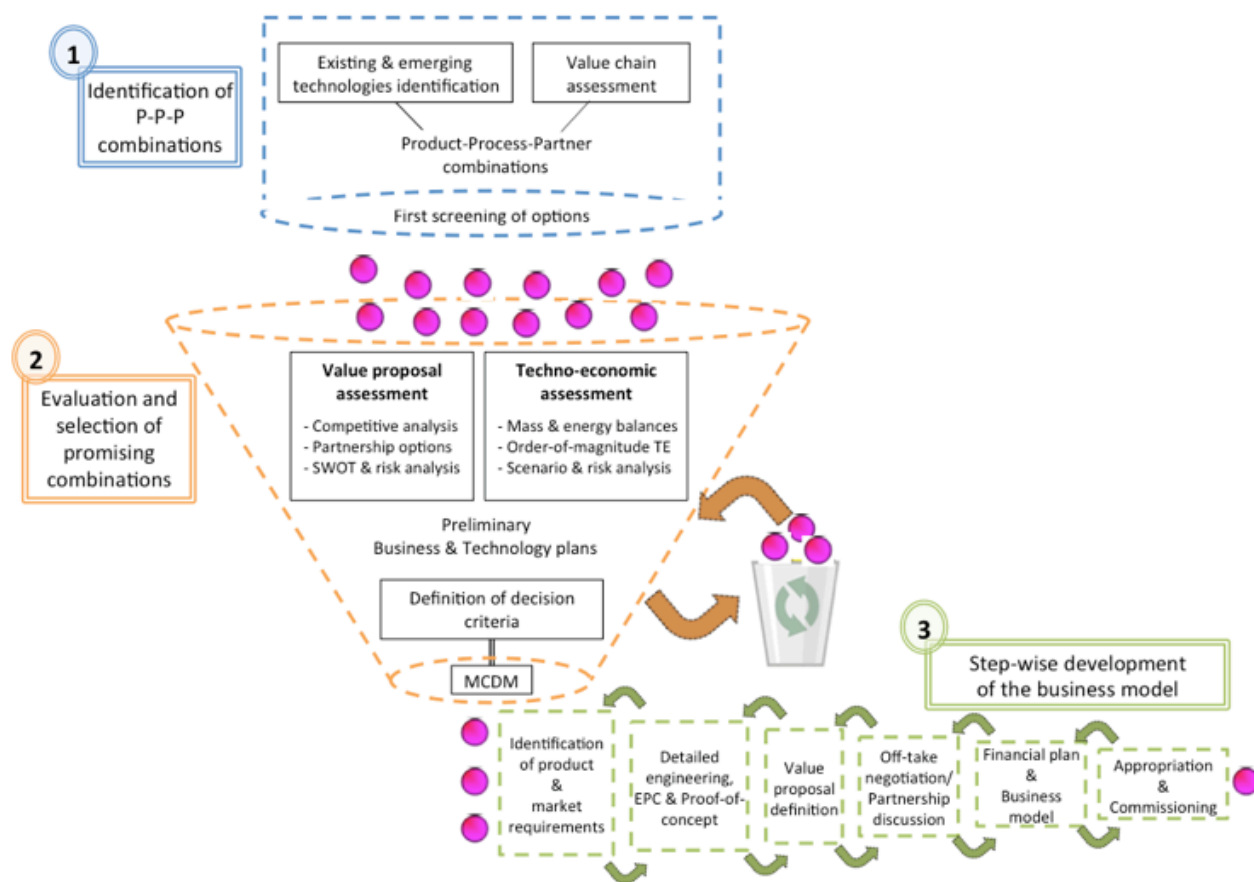 1
Identification of
P-P-P
combinations
Existing & emerging
technologies identification
Value chain
assessment
Product-Process-Partner
combinations
First screening of options
2
Evaluation and
selection of
promising
combinations
Value proposal
assessment
- Competitive analysis
- Partnership options
- SWOT & risk analysis
Techno-economic
assessment
- Mass & energy balances
- Order-of-magnitude TE
- Scenario & risk analysis
Preliminary
Business & Technology plans
Definition of decision
criteria
MCDM
3
Step-wise development
of the business model
Identification
of product
&
market
requirements
Detailed
engineering,
EPC & Proof-of-
concept
Value
proposal
definition
Off-take
negotiation/
Partnership
discussion
Financial plan
&
Business
model
Appropriation
&
Commissioning